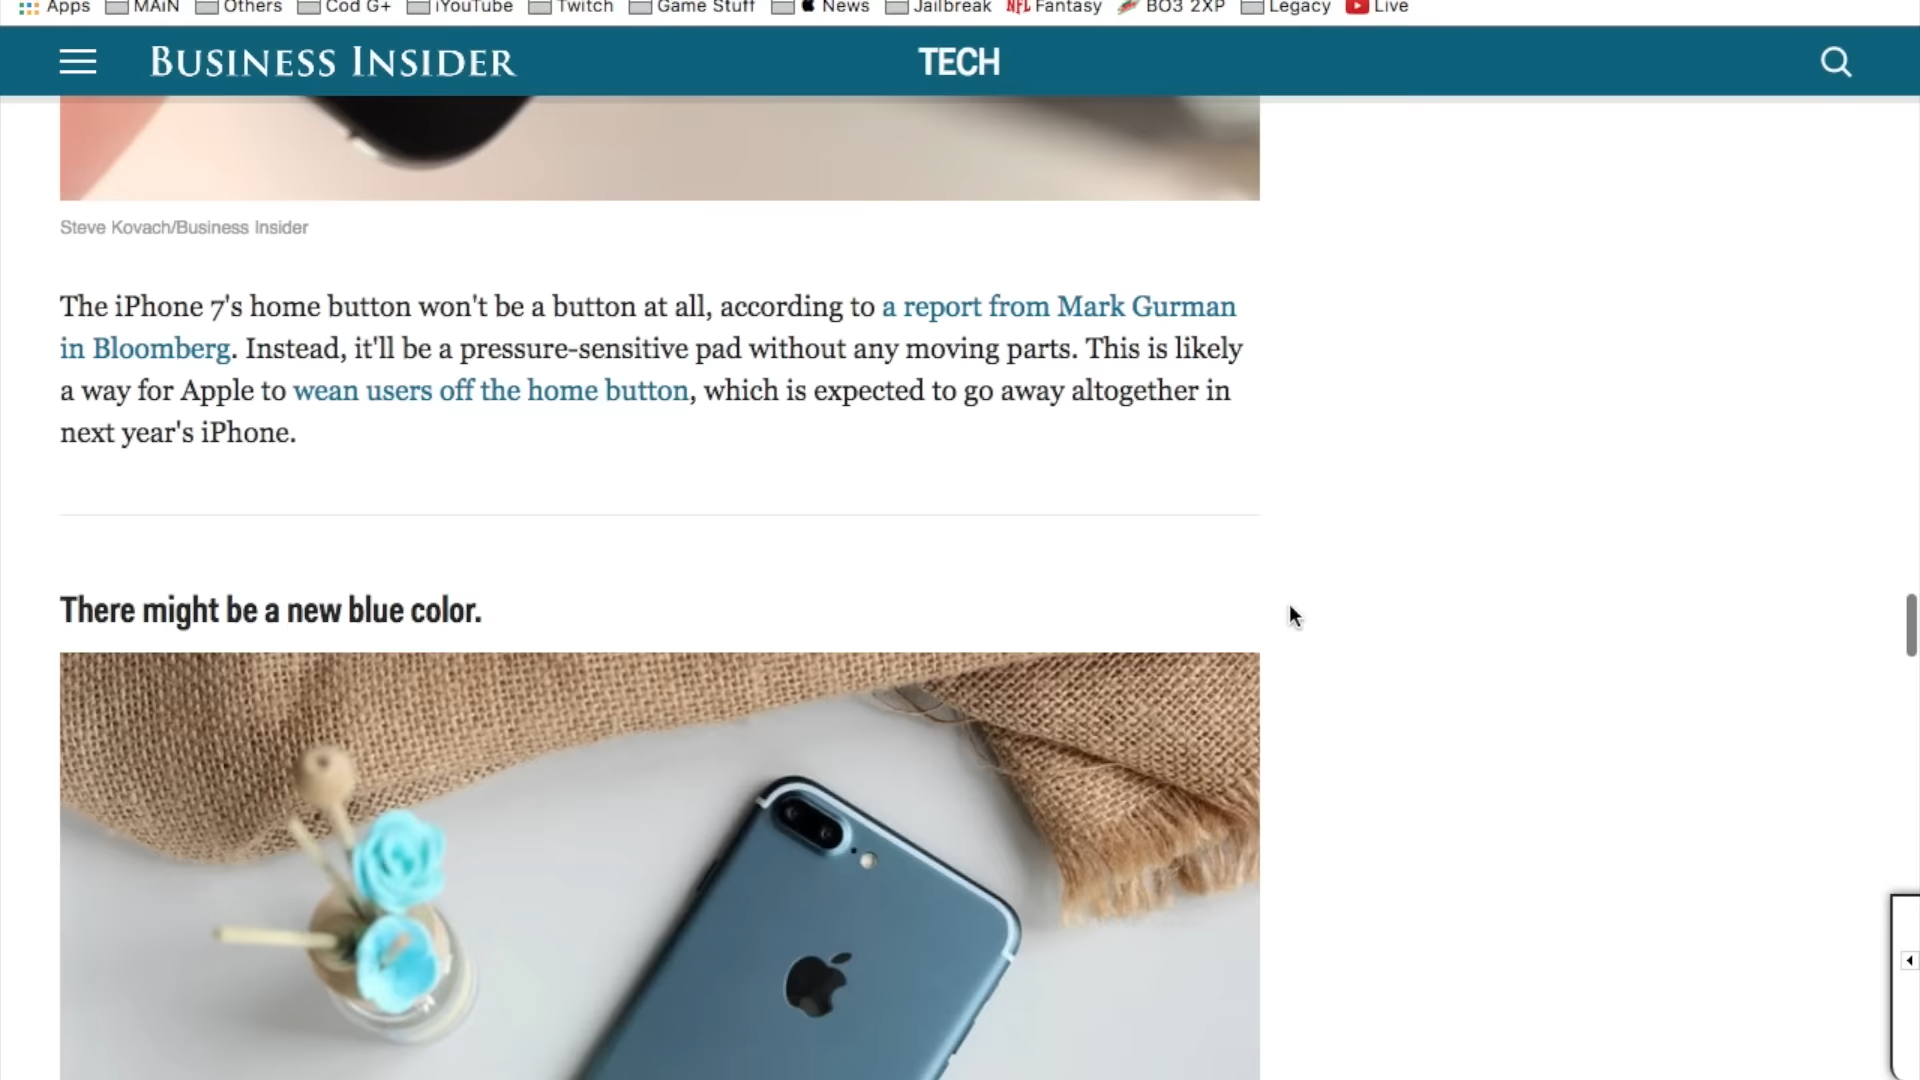 Apps MAiN Others Cod G+ iYouTube Twitch Game Stuff News Jailbreak NFL Fantasy BO3 2XP Legacy Live
BUSINESS INSIDER TECH
Steve Kovach/Business Insider
The iPhone 7's home button won't be a button at all, according to a report from Mark Gurman
in Bloomberg. Instead, it'll be a pressure-sensitive pad without any moving parts. This is likely
a way for Apple to wean users off the home button, which is expected to go away altogether in
next year's iPhone.
There might be a new blue color.